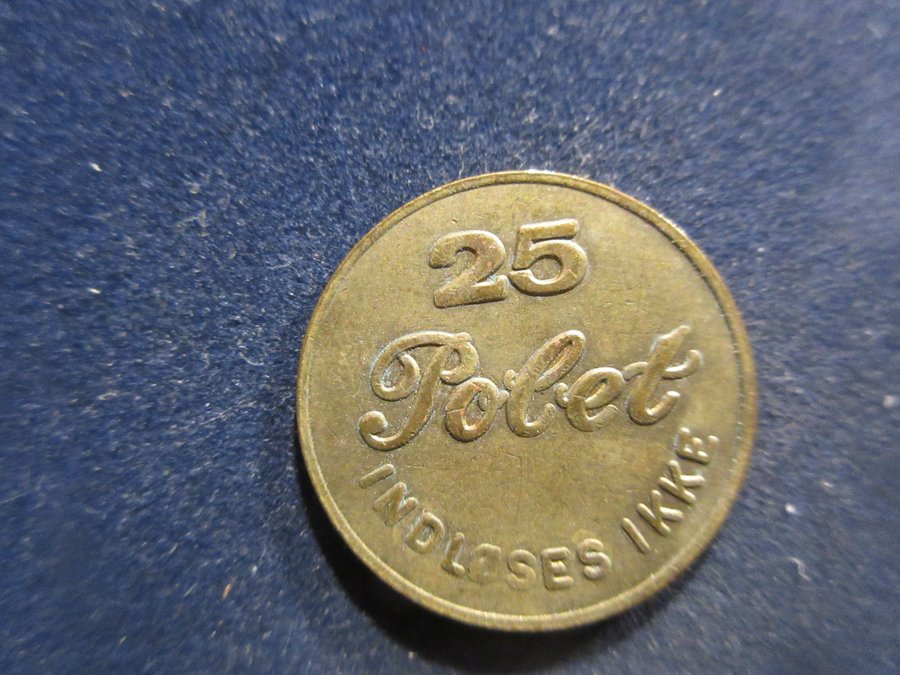 25
Polet
INDLØSES IKKE